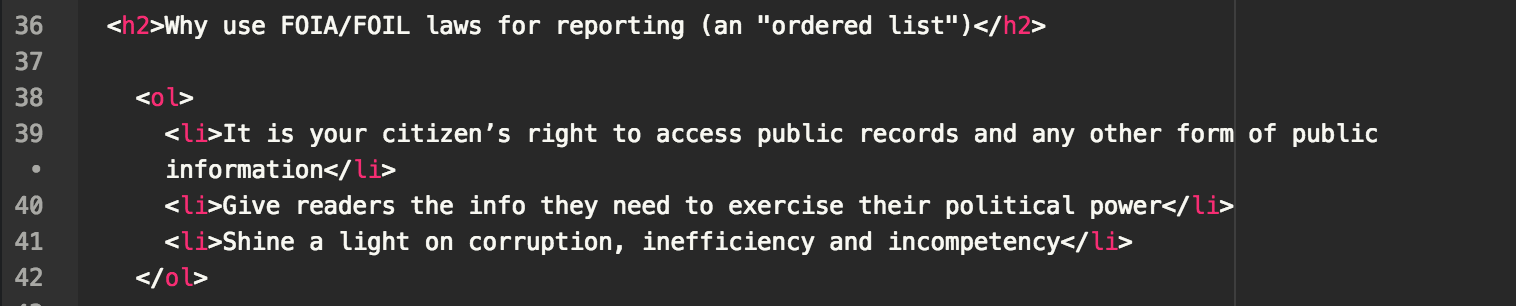 36 <h2>Why use FOIA/FOIL laws for reporting (an "ordered list")</h2>
37
38 <ol>
39 <li>It is your citizen’s right to access public records and any other form of public
• information</li>
40 <li>Give readers the info they need to exercise their political power</li>
41 <li>Shine a light on corruption, inefficiency and incompetency</li>
42 </ol>